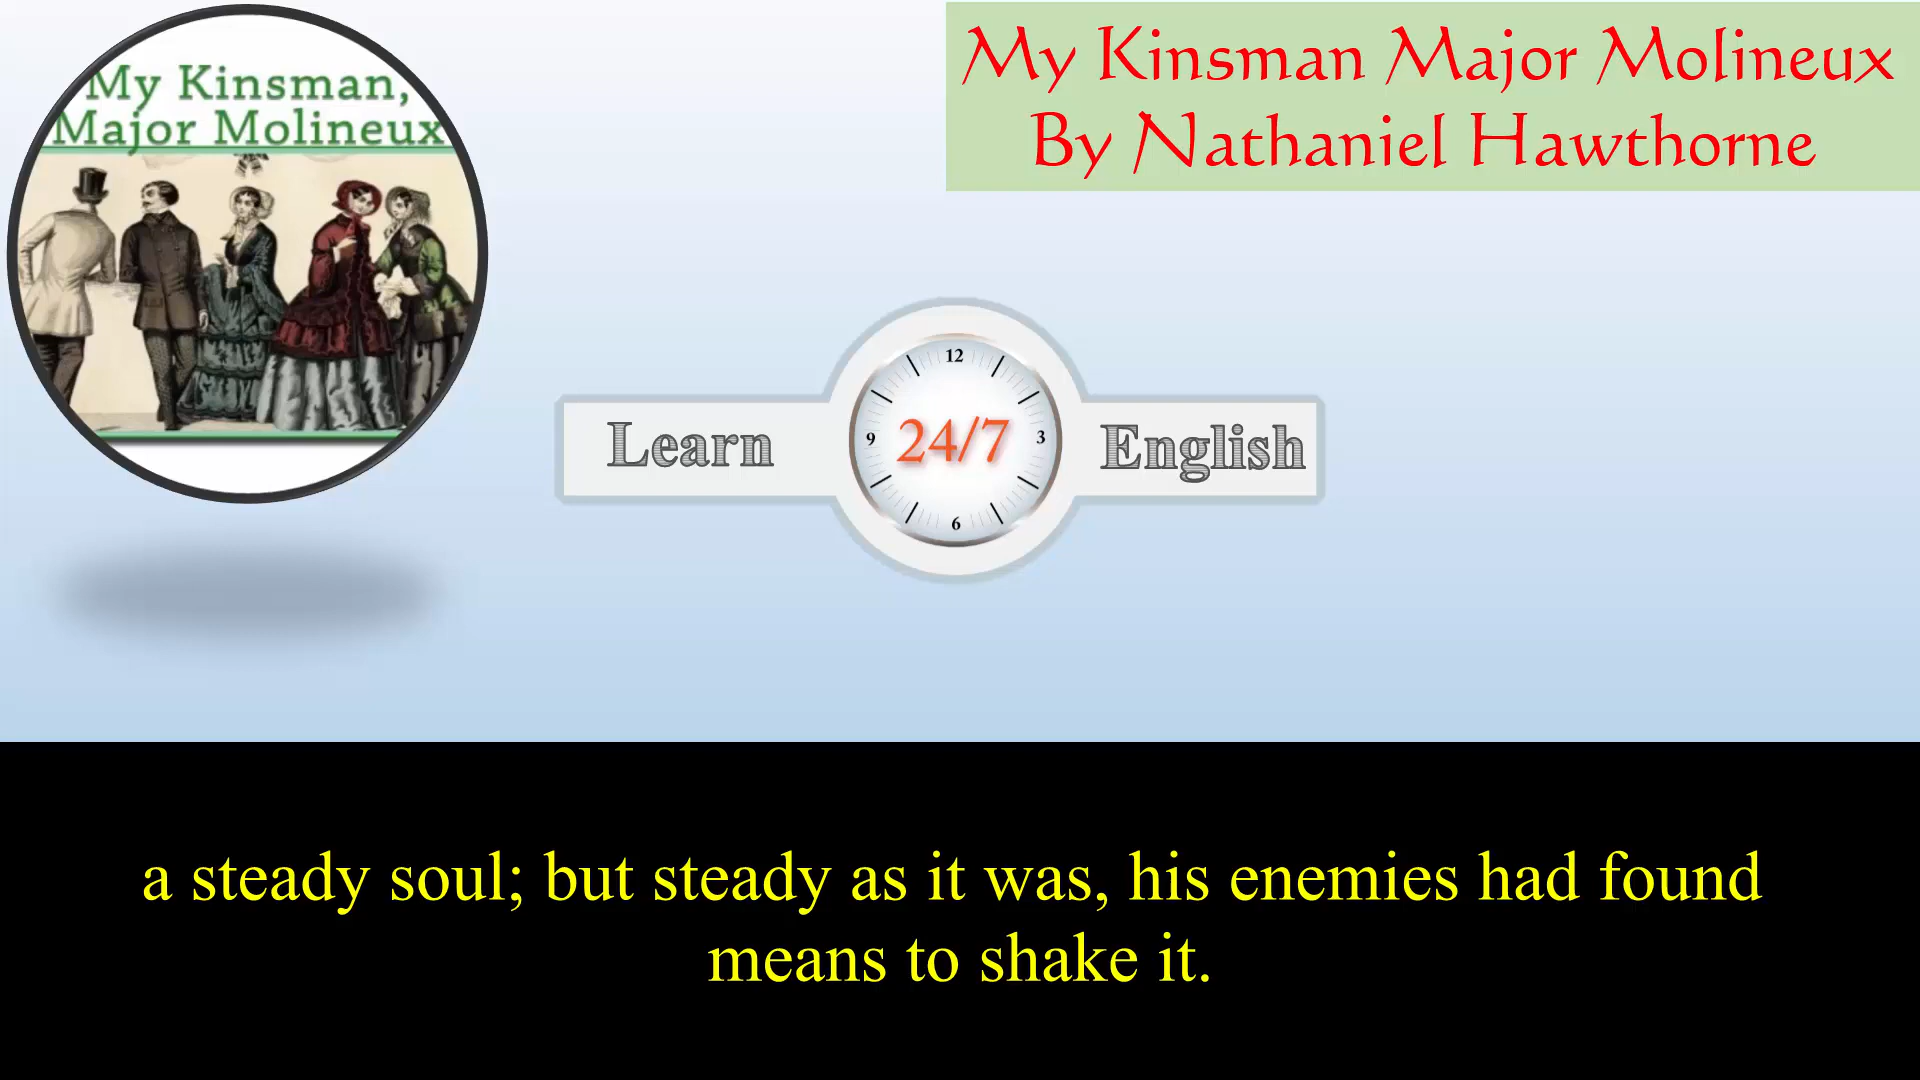 My Kinsman,
Major Molineux
My Kinsman Major Molineux
By Nathaniel Hawthorne
12
Learn 9 24/7 3 English
6
a steady soul; but steady as it was, his enemies had found
means to shake it.